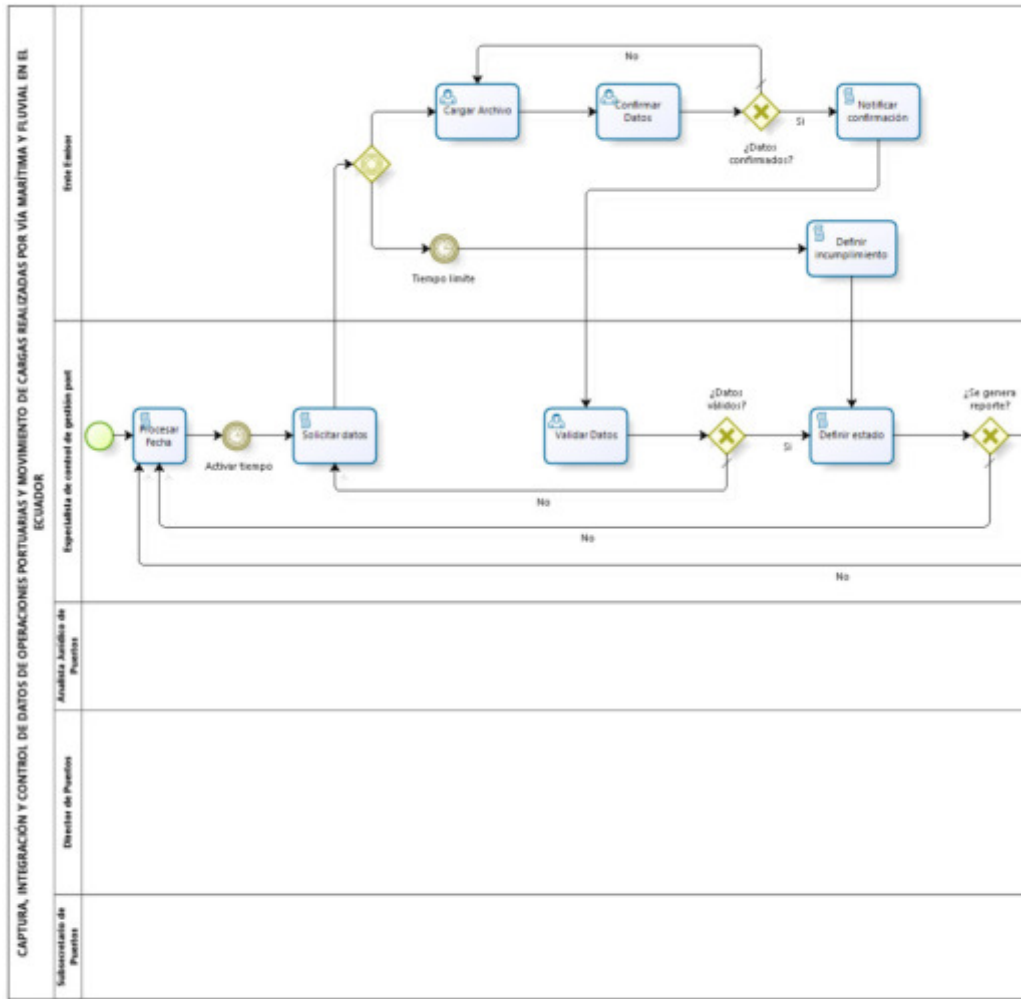 CAPTURA, INTEGRACIÓN Y CONTROL DE DATOS DE OPERACIONES PORTUARIAS Y MOVIMIENTO DE CARGAS REALIZADAS POR VÍA MARÍTIMA Y FLUVIAL EN EL
ECUADOR
Ente Emisor
No
Cargar Archivo
Confirmar
Datos
Si
Notificar
confirmación
¿Datos
confirmados?
Tiempo límite
Definir
incumplimiento
Especialista de control de gestión port
Procesar
Fecha
Activar tiempo
Solicitar datos
Validar Datos
¿Datos
válidos?
Si
Definir estado
¿Se genera
reporte?
No
No
No
Analista Jurídico de
Puertos
Director de Puertos
Subsecretario de
Puertos